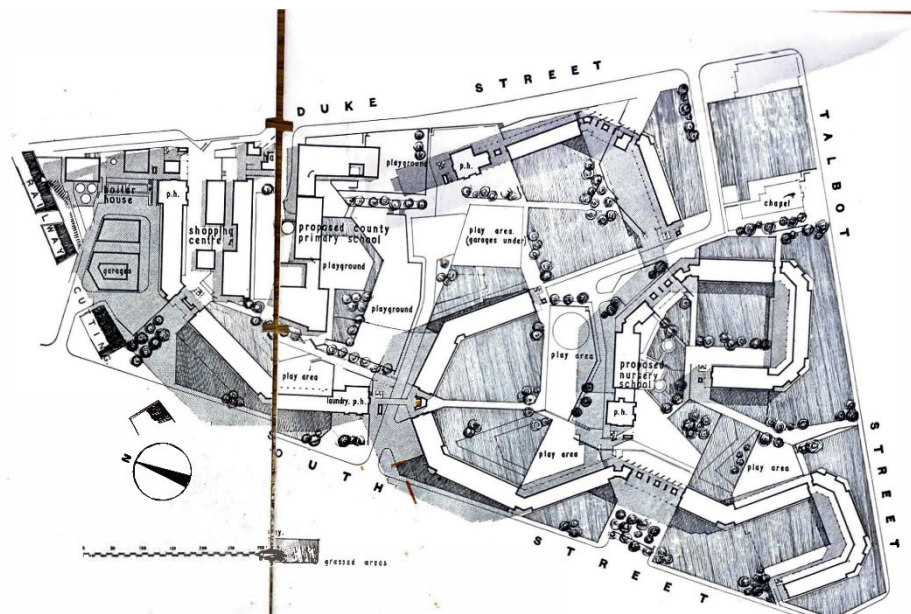 DUKE STREET
TALBOT STREET
RAILWAY
CUTTING
boiler
house
p.h.
garages
shopping
centre
proposed county
primary school
playground
playground
playground
p.h.
play area
(garages under)
chapel
play area
proposed
nursery
school
p.h.
play area
laundry. p.h.
play area
play area
OUTH STREET
N
grassed areas